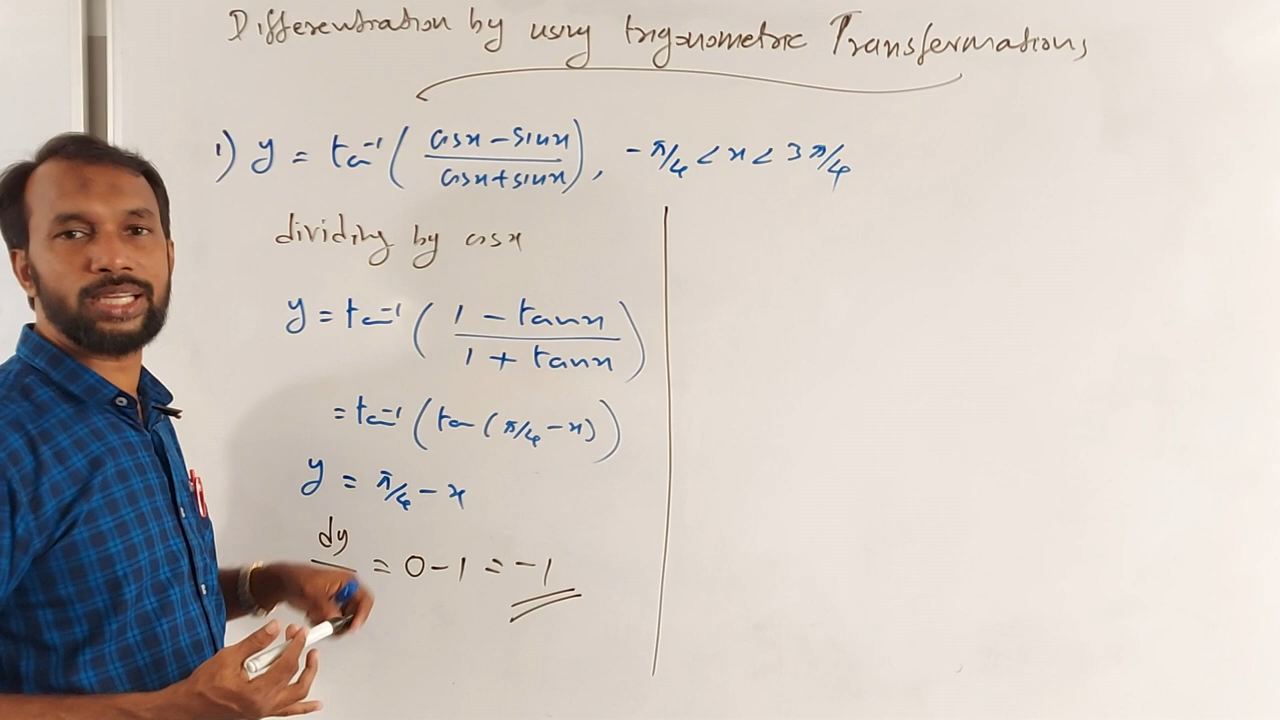 Differentiation by using trigonometric Transformations
1) y = tan⁻¹ ( cosx - sinx / cosx + sinx ), -π/4 < x < 3π/4
dividing by cosx
y = tan⁻¹ ( 1 - tanx / 1 + tanx )
= tan⁻¹ ( tan ( π/4 - x ) )
y = π/4 - x
dy = 0 - 1 = -1